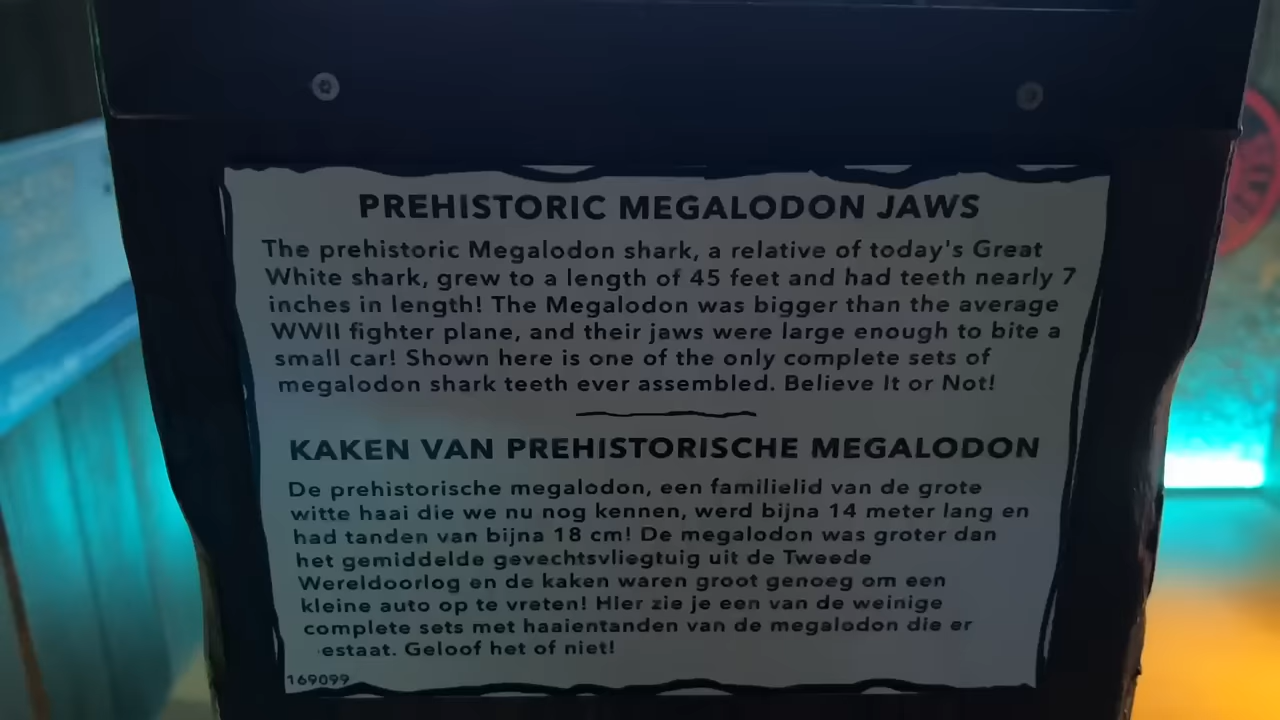 PREHISTORIC MEGALODON JAWS
The prehistoric Megalodon shark, a relative of today's Great
White shark, grew to a length of 45 feet and had teeth nearly 7
inches in length! The Megalodon was bigger than the average
WWII fighter plane, and their jaws were large enough to bite a
small car! Shown here is one of the only complete sets of
megalodon shark teeth ever assembled. Believe It or Not!
KAKEN VAN PREHISTORISCHE MEGALODON
De prehistorische megalodon, een familielid van de grote
witte haai die we nu nog kennen, werd bijna 14 meter lang en
had tanden van bijna 18 cm! De megalodon was groter dan
het gemiddelde gevechtsvliegtuig uit de Tweede
Wereldoorlog en de kaken waren groot genoeg om een
kleine auto op te vreten! Hier zie je een van de weinige
complete sets met haaientanden van de megalodon die er
estaat. Geloof het of niet!
169099